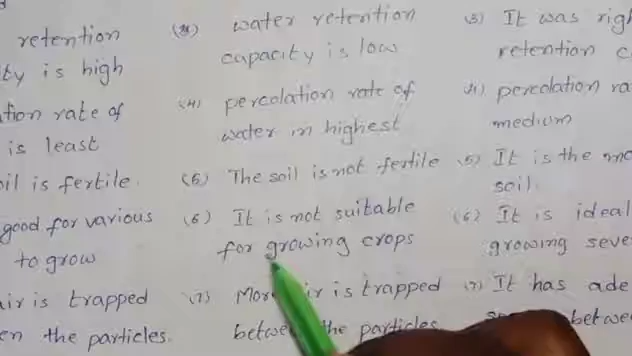 retention
ty is high
tion rate of
is least
il is fertile.
good for various
to grow
air is trapped
en the particles.
(3) water retention
capacity is low
(4) percolation rate of
water in highest
(5) The soil is not fertile
(6) It is not suitable
for growing crops
(7) More air is trapped
between the particles
(3) It was rig
retention c
(4) percolation ra
medium
(5) It is the mo
soil.
(6) It is ideal
growing seve
(7) It has ade
betwe